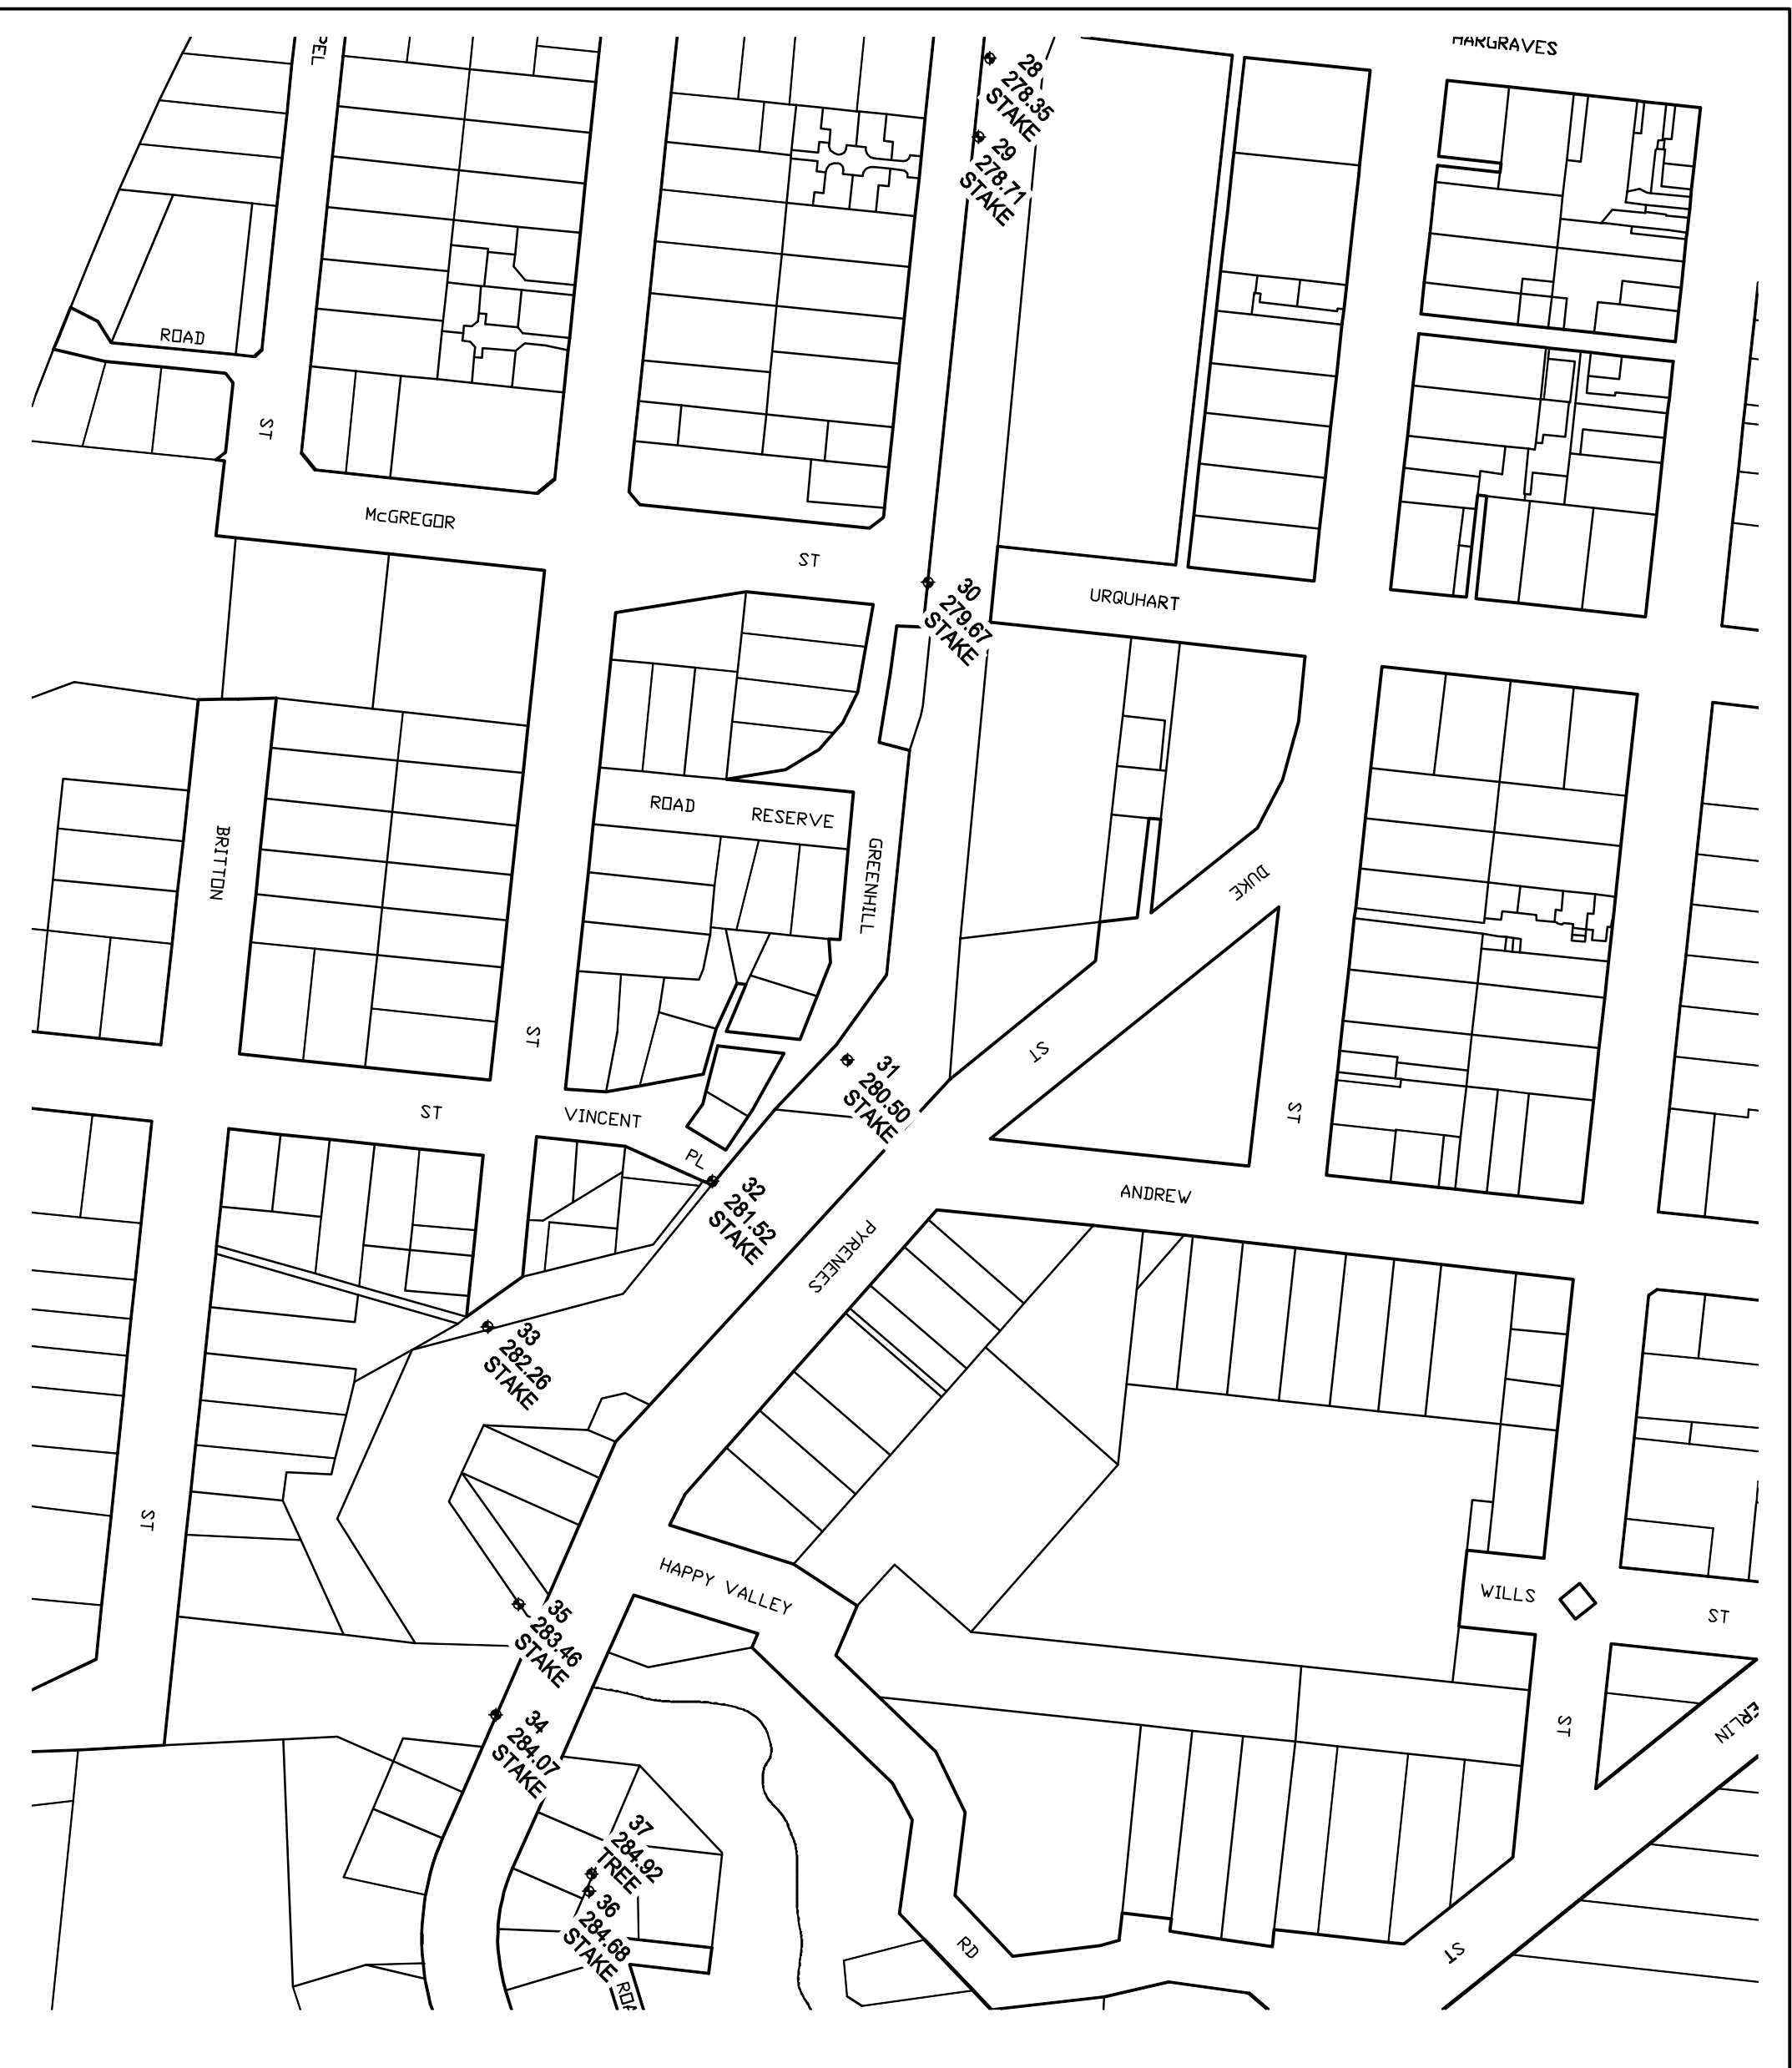 HARGRAVES
28
278.35
STAKE
29
278.71
STAKE
ROAD
ST
McGREGOR
ST
30
279.67
STAKE
URQUHART
ROAD RESERVE
BRITTON
GREENHILL
DUKE
ST
ST
31
280.50
STAKE
ST
ST
VINCENT
PL
32
281.52
STAKE
ANDREW
PYRENEES
33
282.26
STAKE
ST
HAPPY VALLEY
WILLS
ST
35
283.46
STAKE
34
284.07
STAKE
ST
ERLIN
37
284.92
TREE
36
284.68
STAKE
RD
ST